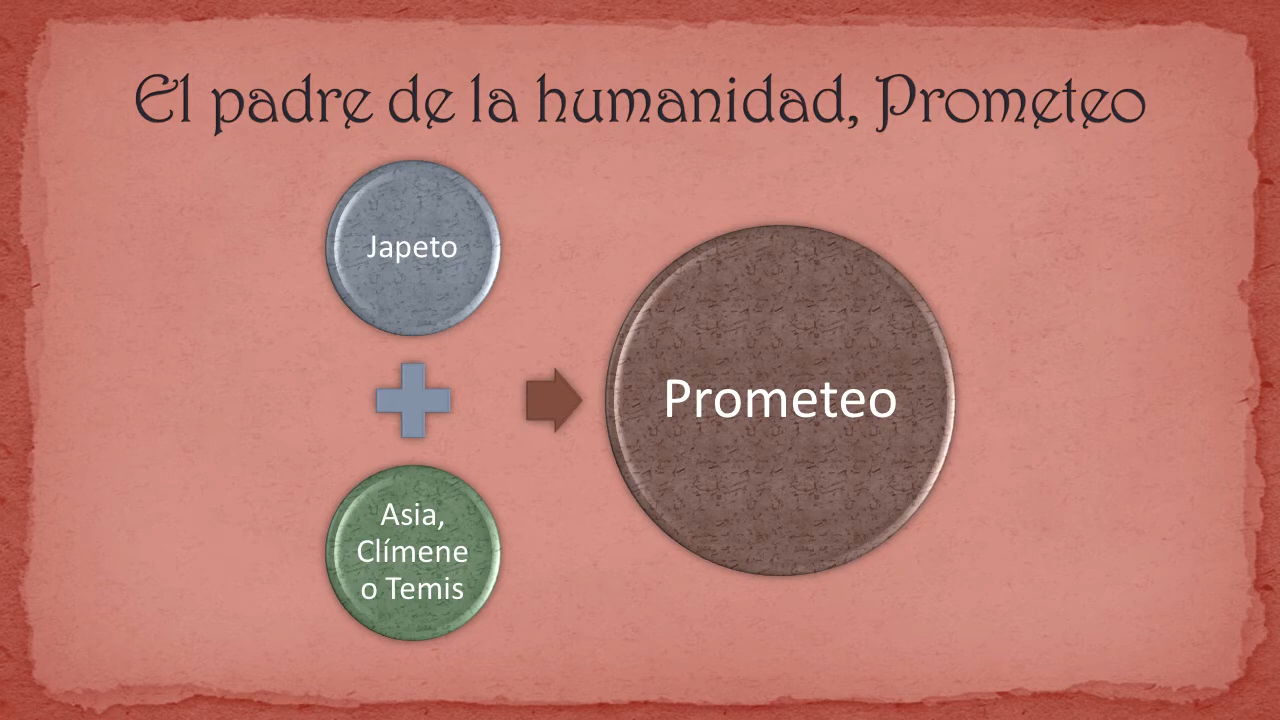 El padre de la humanidad, Prometeo
Japeto
Asia,
Clímene
o Temis
Prometeo